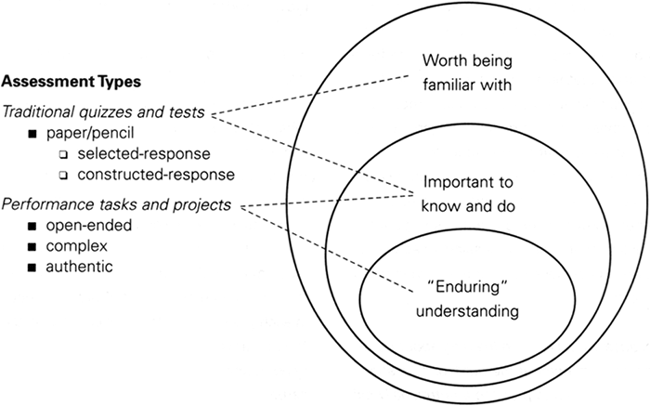 Assessment Types
Traditional quizzes and tests
■ paper/pencil
❏ selected-response
❏ constructed-response
Performance tasks and projects
■ open-ended
■ complex
■ authentic
Worth being
familiar with
Important to
know and do
“Enduring”
understanding